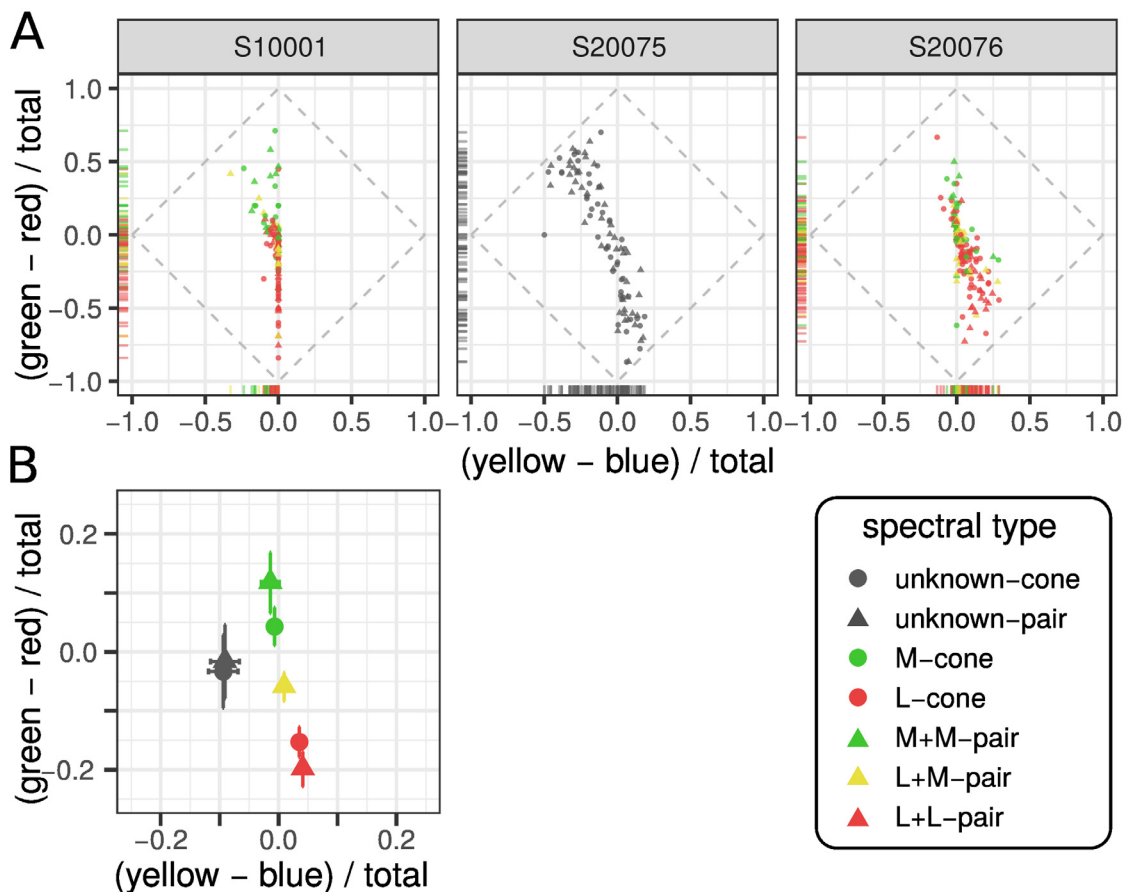 A
S10001
S20075
S20076
(green − red) / total
1.0
0.5
0.0
−0.5
−1.0
−1.0
−0.5
0.0
0.5
1.0
−1.0
−0.5
0.0
0.5
1.0
−1.0
−0.5
0.0
0.5
1.0
(yellow − blue) / total
B
(green − red) / total
0.2
0.0
−0.2
−0.2
0.0
0.2
(yellow − blue) / total
spectral type
unknown−cone
unknown−pair
M−cone
L−cone
M+M−pair
L+M−pair
L+L−pair